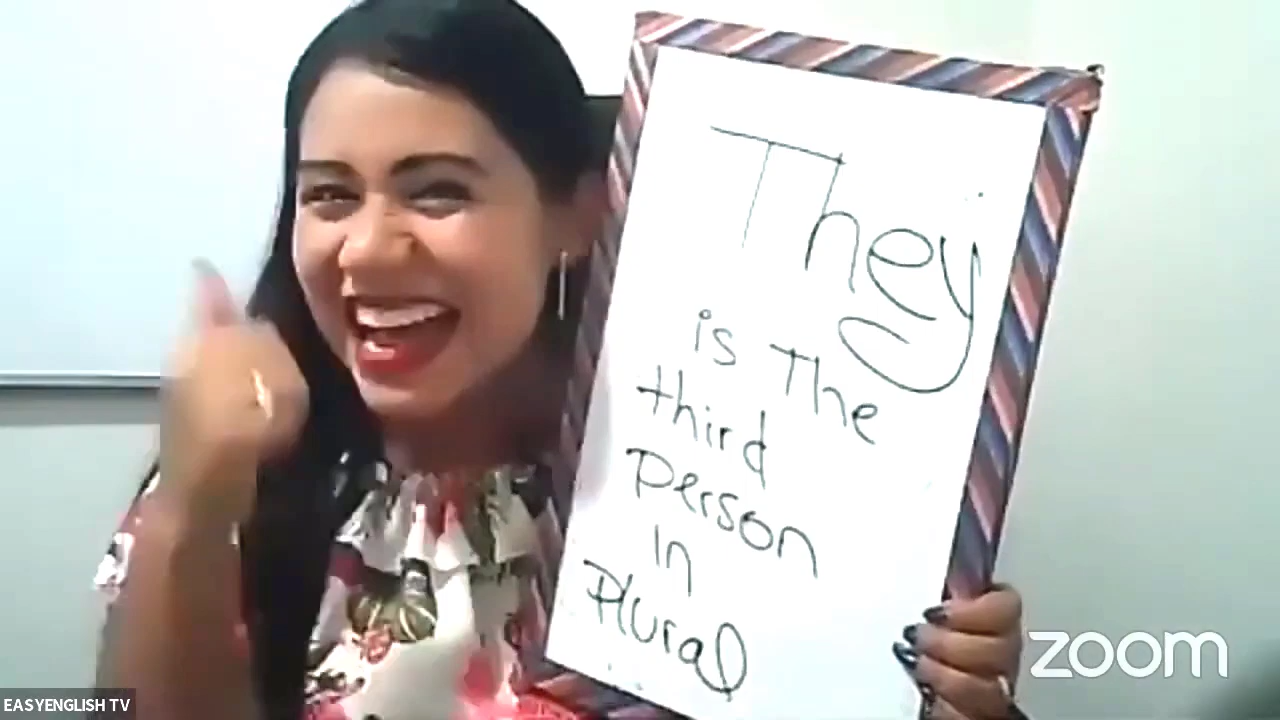 They
is The
third
Person
in
Plural
zoom
EASYENGLISH TV